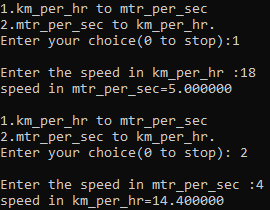 1.km_per_hr to mtr_per_sec
2.mtr_per_sec to km_per_hr.
Enter your choice(0 to stop):1
Enter the speed in km_per_hr :18
speed in mtr_per_sec=5.000000
1.km_per_hr to mtr_per_sec
2.mtr_per_sec to km_per_hr.
Enter your choice(0 to stop): 2
Enter the speed in mtr_per_sec :4
speed in km_per_hr=14.400000